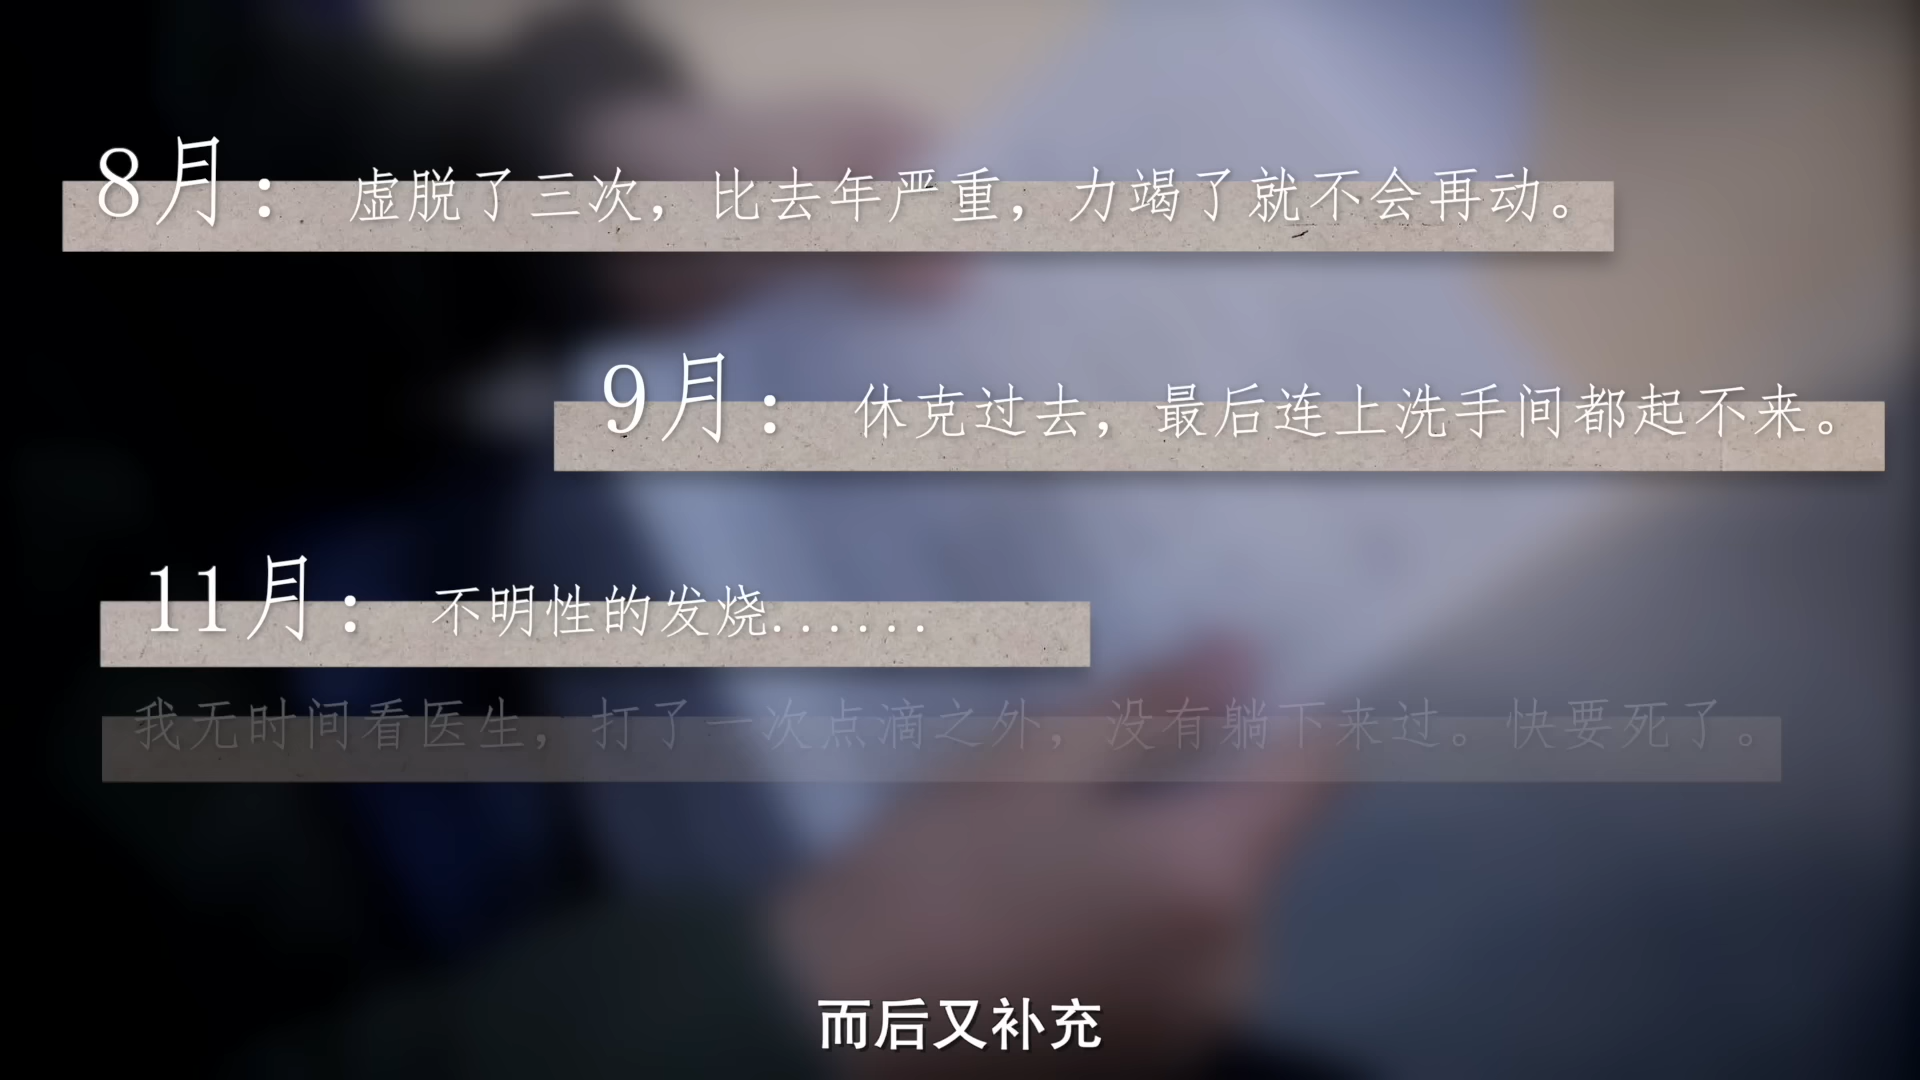 8月：虚脱了三次，比去年严重，力竭了就不会再动。
9月：休克过去，最后连上洗手间都起不来。
11月：不明性的发烧......
我无时间看医生，打了一次点滴之外，没有躺下来过。快要死了。
而后又补充